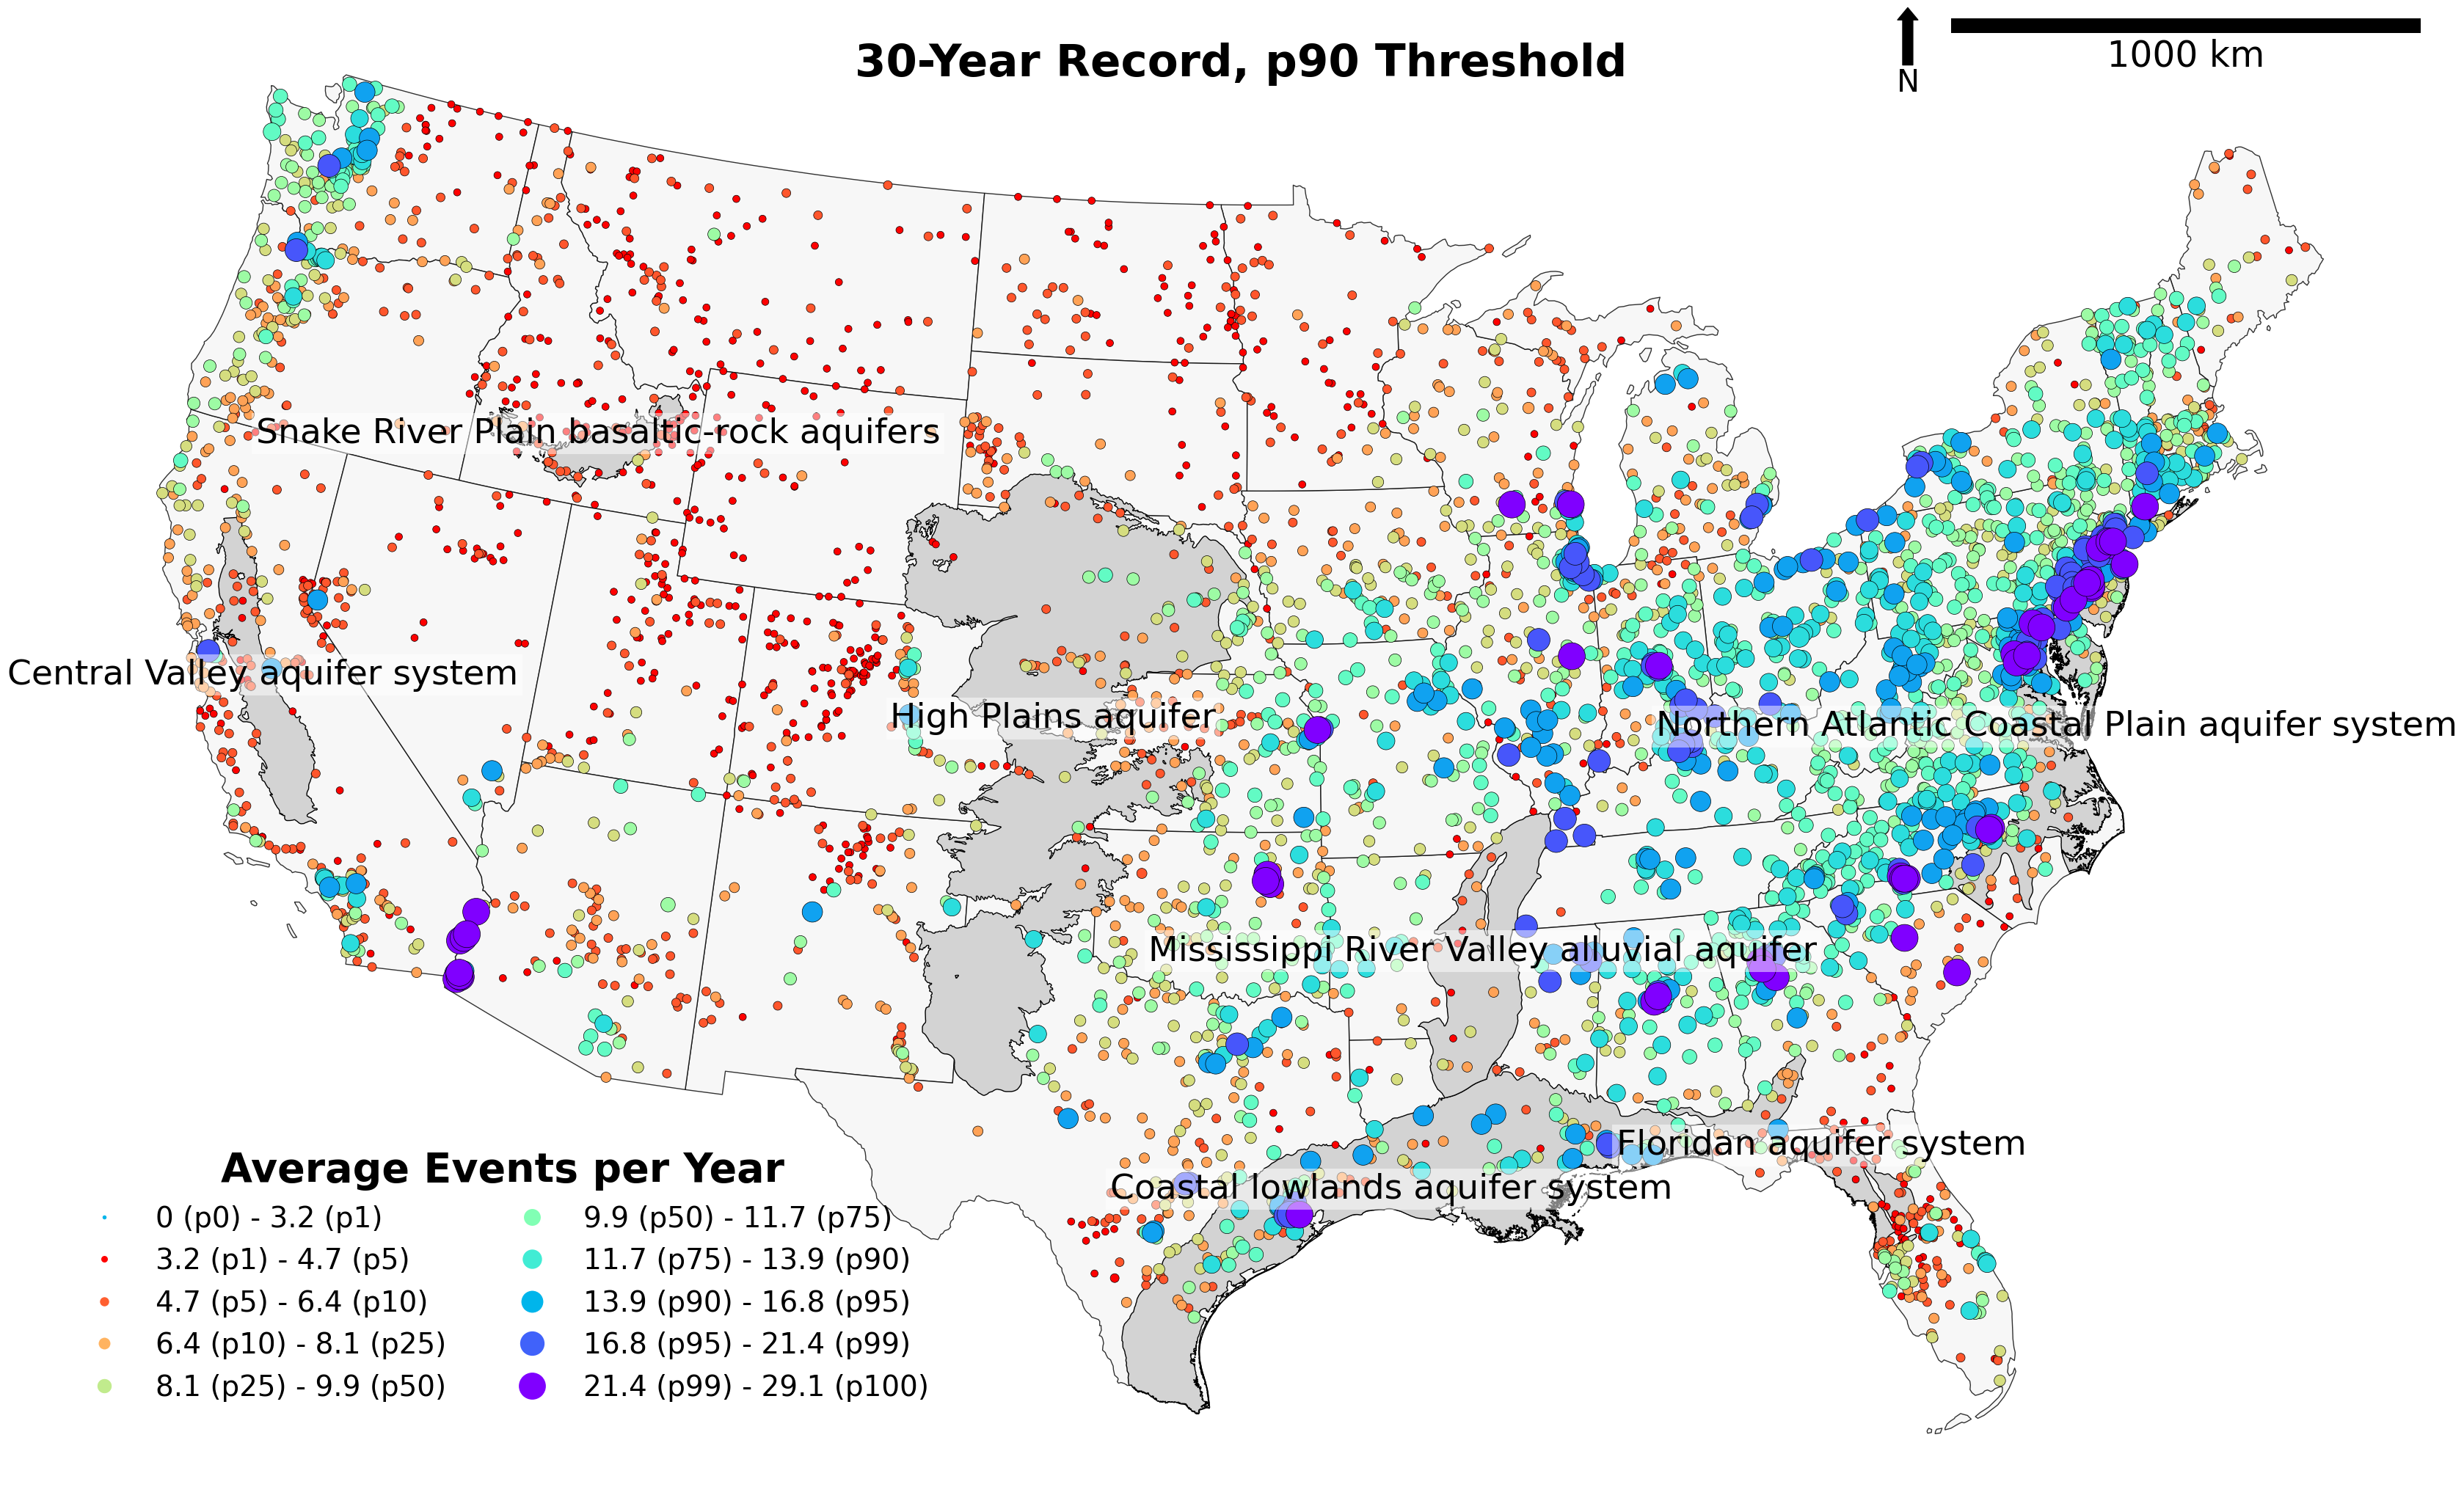 30-Year Record, p90 Threshold
N
1000 km
Snake River Plain basaltic-rock aquifers
Central Valley aquifer system
High Plains aquifer
Northern Atlantic Coastal Plain aquifer system
Mississippi River Valley alluvial aquifer
Floridan aquifer system
Coastal lowlands aquifer system
Average Events per Year
0 (p0) - 3.2 (p1)
3.2 (p1) - 4.7 (p5)
4.7 (p5) - 6.4 (p10)
6.4 (p10) - 8.1 (p25)
8.1 (p25) - 9.9 (p50)
9.9 (p50) - 11.7 (p75)
11.7 (p75) - 13.9 (p90)
13.9 (p90) - 16.8 (p95)
16.8 (p95) - 21.4 (p99)
21.4 (p99) - 29.1 (p100)